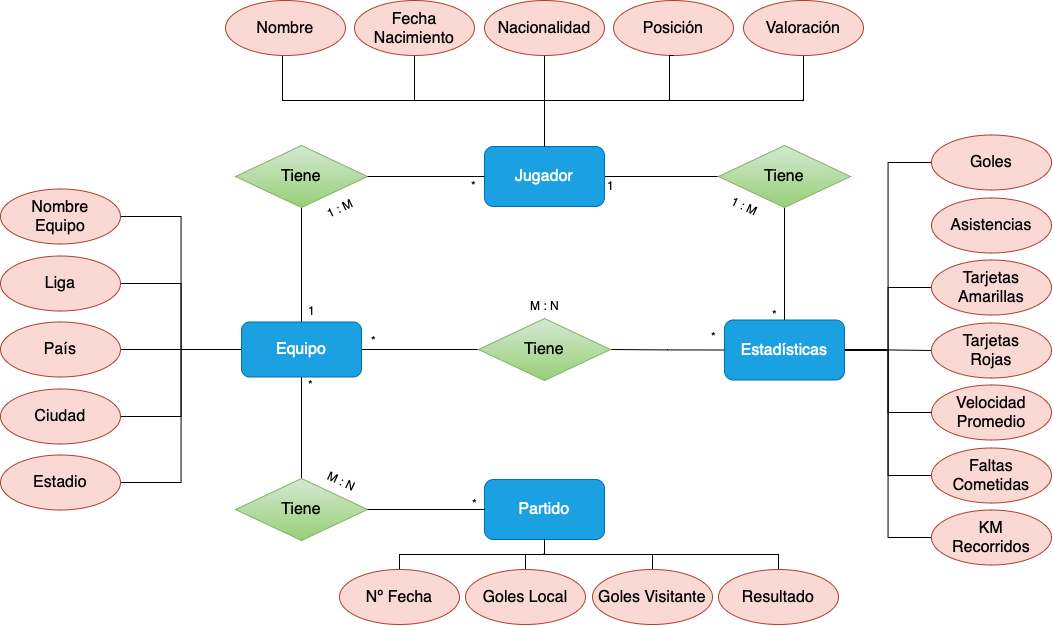 Nombre
Fecha
Nacimiento
Nacionalidad
Posición
Valoración
Tiene
*
Jugador
1
Tiene
1 : M
1 : M
Goles
Asistencias
Nombre
Equipo
Liga
País
Ciudad
Estadio
Tarjetas
Amarillas
Tarjetas
Rojas
Velocidad
Promedio
Faltas
Cometidas
KM
Recorridos
1
M : N
*
Equipo
*
Tiene
*
Estadísticas
*
M : N
Tiene
*
Partido
Nº Fecha
Goles Local
Goles Visitante
Resultado